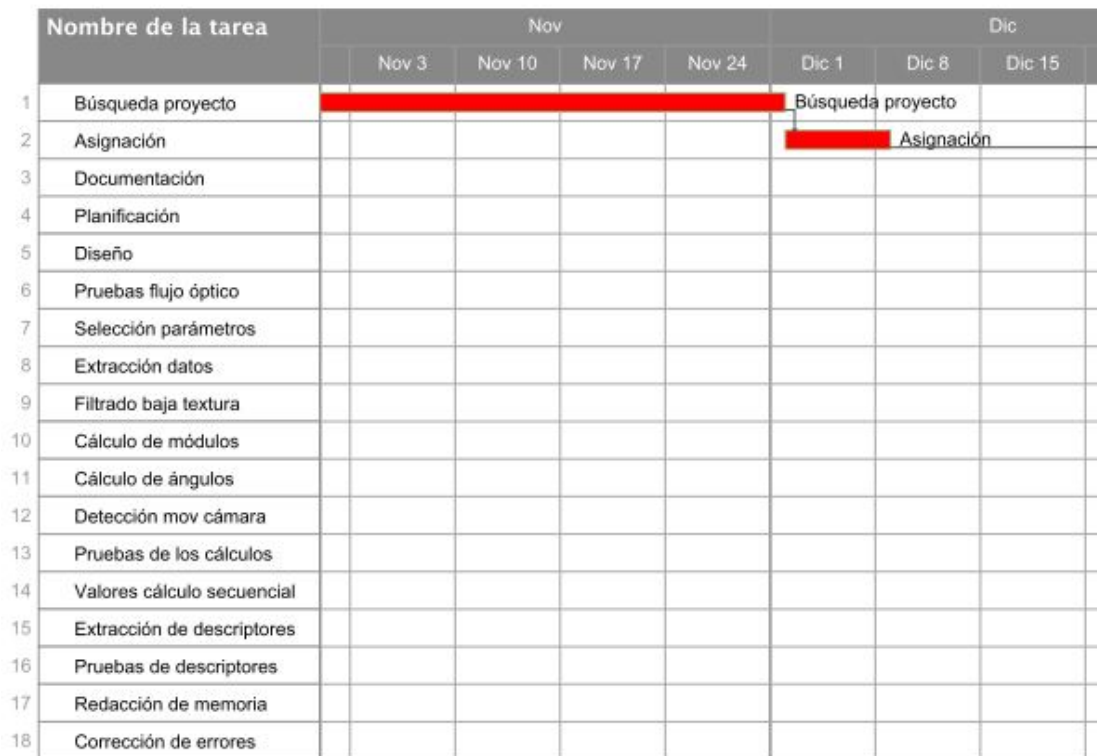 Nombre de la tarea Nov Dic
Nov 3 Nov 10 Nov 17 Nov 24 Dic 1 Dic 8 Dic 15
1 Búsqueda proyecto Búsqueda proyecto
2 Asignación Asignación
3 Documentación
4 Planificación
5 Diseño
6 Pruebas flujo óptico
7 Selección parámetros
8 Extracción datos
9 Filtrado baja textura
10 Cálculo de módulos
11 Cálculo de ángulos
12 Detección mov cámara
13 Pruebas de los cálculos
14 Valores cálculo secuencial
15 Extracción de descriptores
16 Pruebas de descriptores
17 Redacción de memoria
18 Corrección de errores